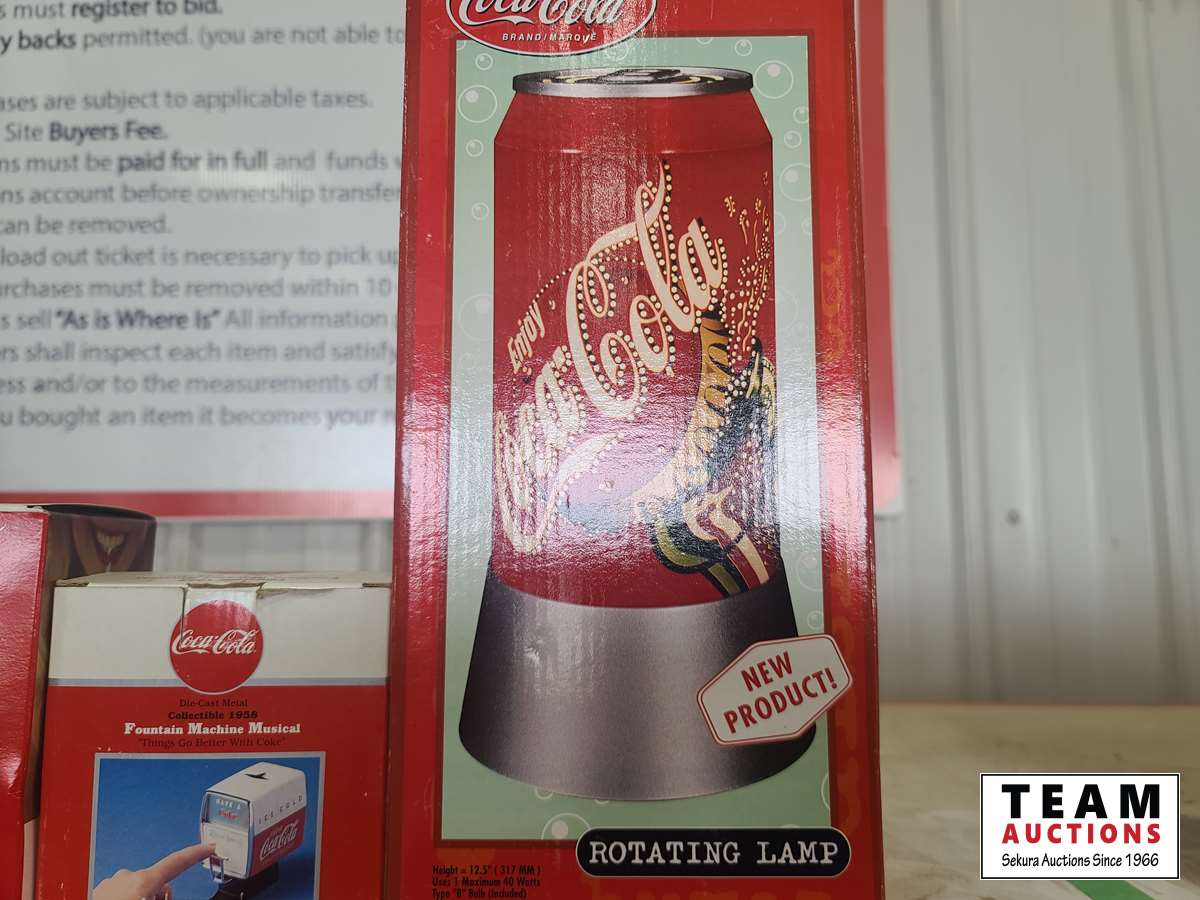 s must register to bid.
y backs permitted. (you are not able to
ases are subject to applicable taxes.
Site Buyers Fee.
ns must be paid for in full and funds
ns account before ownership transfer
can be removed.
load out ticket is necessary to pick up
urchases must be removed within 10
s sell "As is Where is" All information
rs shall inspect each item and satisfy
ess and/or to the measurements of t
u bought an item it becomes your
Coca-Cola
BRAND/MARQUE
Enjoy
Coca-Cola
NEW
PRODUCT!
ROTATING LAMP
Height = 12.5" ( 317 MM )
Uses 1 Maximum 40 Watts
Type "B" Bulb (Included)
Coca-Cola
Die-Cast Metal
Collectible 1958
Fountain Machine Musical
"Things Go Better With Coke"
HAVE A
Coke
ICE COLD
Coca-Cola
TEAM
AUCTIONS
Sekura Auctions Since 1966